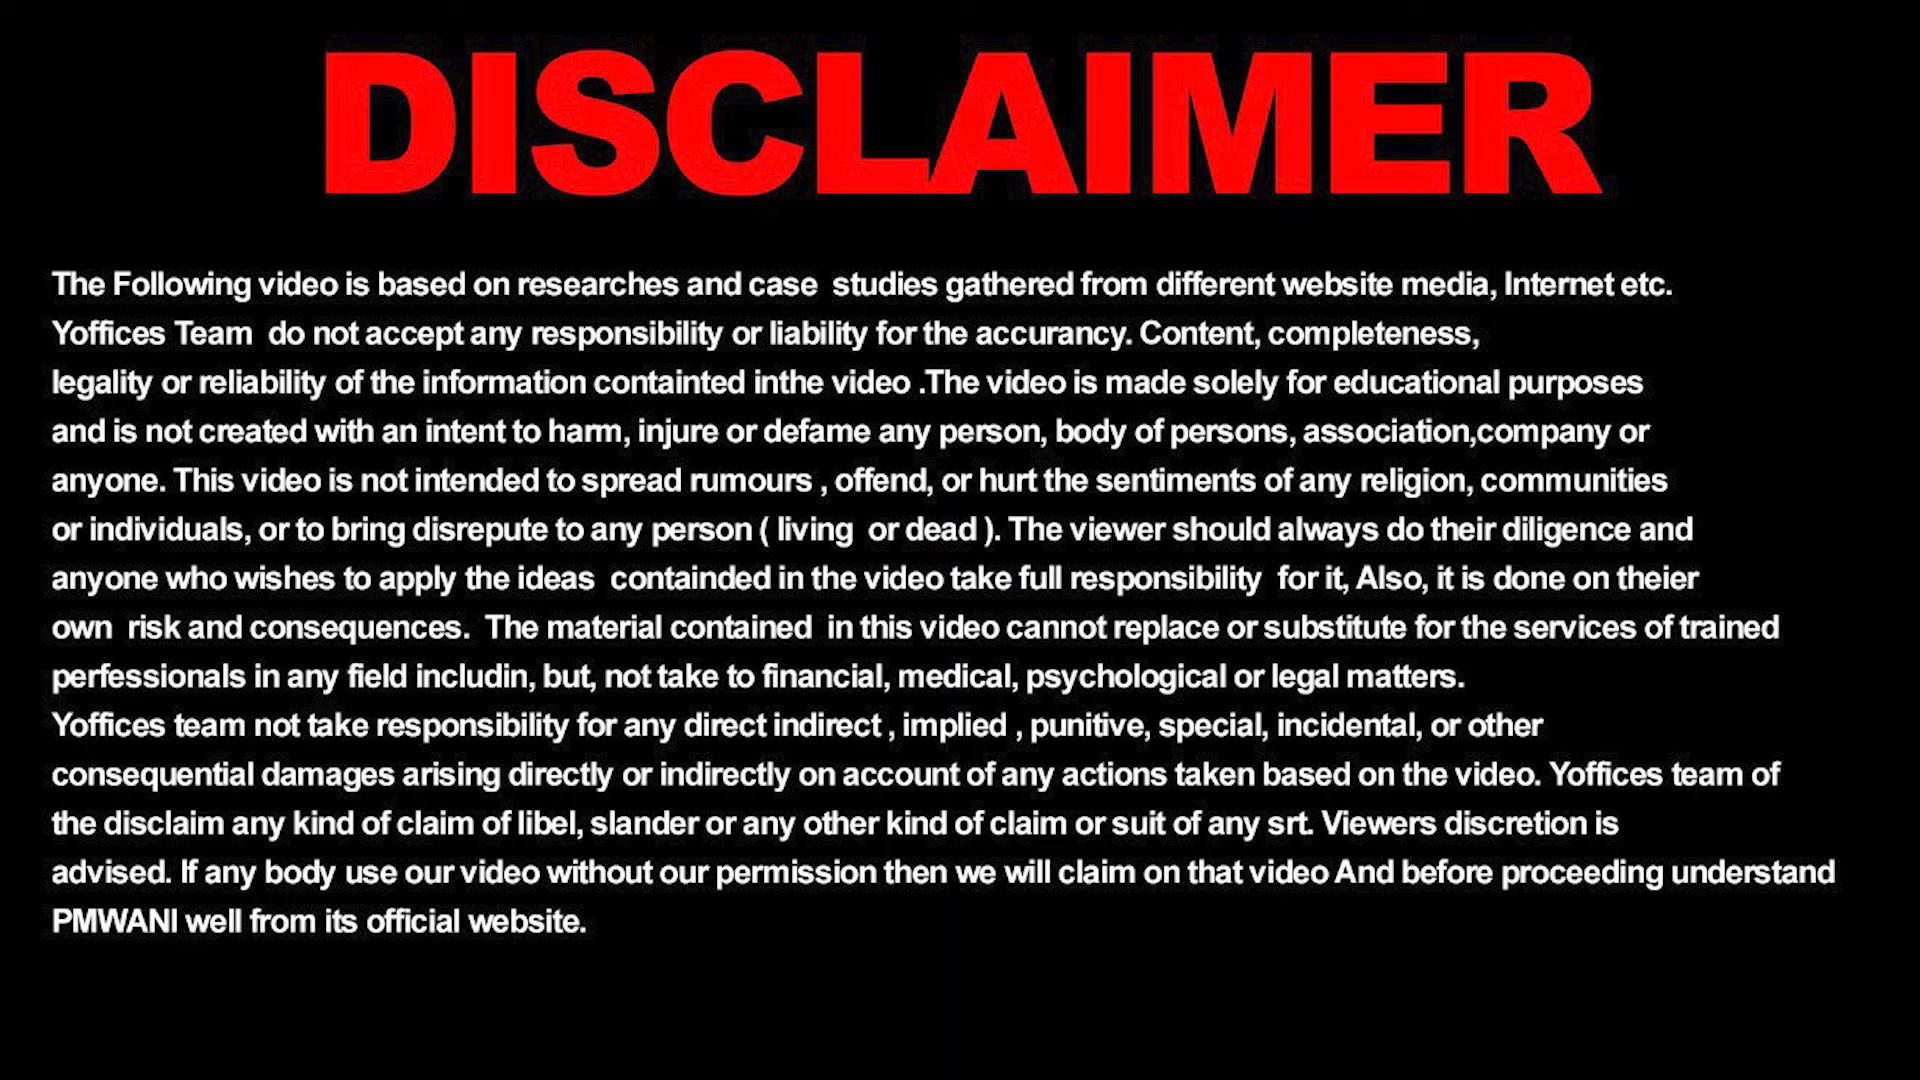 DISCLAIMER
The Following video is based on researches and case studies gathered from different website media, Internet etc.
Yoffices Team do not accept any responsibility or liability for the accurancy. Content, completeness,
legality or reliability of the information containted inthe video .The video is made solely for educational purposes
and is not created with an intent to harm, injure or defame any person, body of persons, association,company or
anyone. This video is not intended to spread rumours , offend, or hurt the sentiments of any religion, communities
or individuals, or to bring disrepute to any person ( living or dead ). The viewer should always do their diligence and
anyone who wishes to apply the ideas containded in the video take full responsibility for it, Also, it is done on theier
own risk and consequences. The material contained in this video cannot replace or substitute for the services of trained
perfessionals in any field includin, but, not take to financial, medical, psychological or legal matters.
Yoffices team not take responsibility for any direct indirect , implied , punitive, special, incidental, or other
consequential damages arising directly or indirectly on account of any actions taken based on the video. Yoffices team of
the disclaim any kind of claim of libel, slander or any other kind of claim or suit of any srt. Viewers discretion is
advised. If any body use our video without our permission then we will claim on that video And before proceeding understand
PMWANI well from its official website.